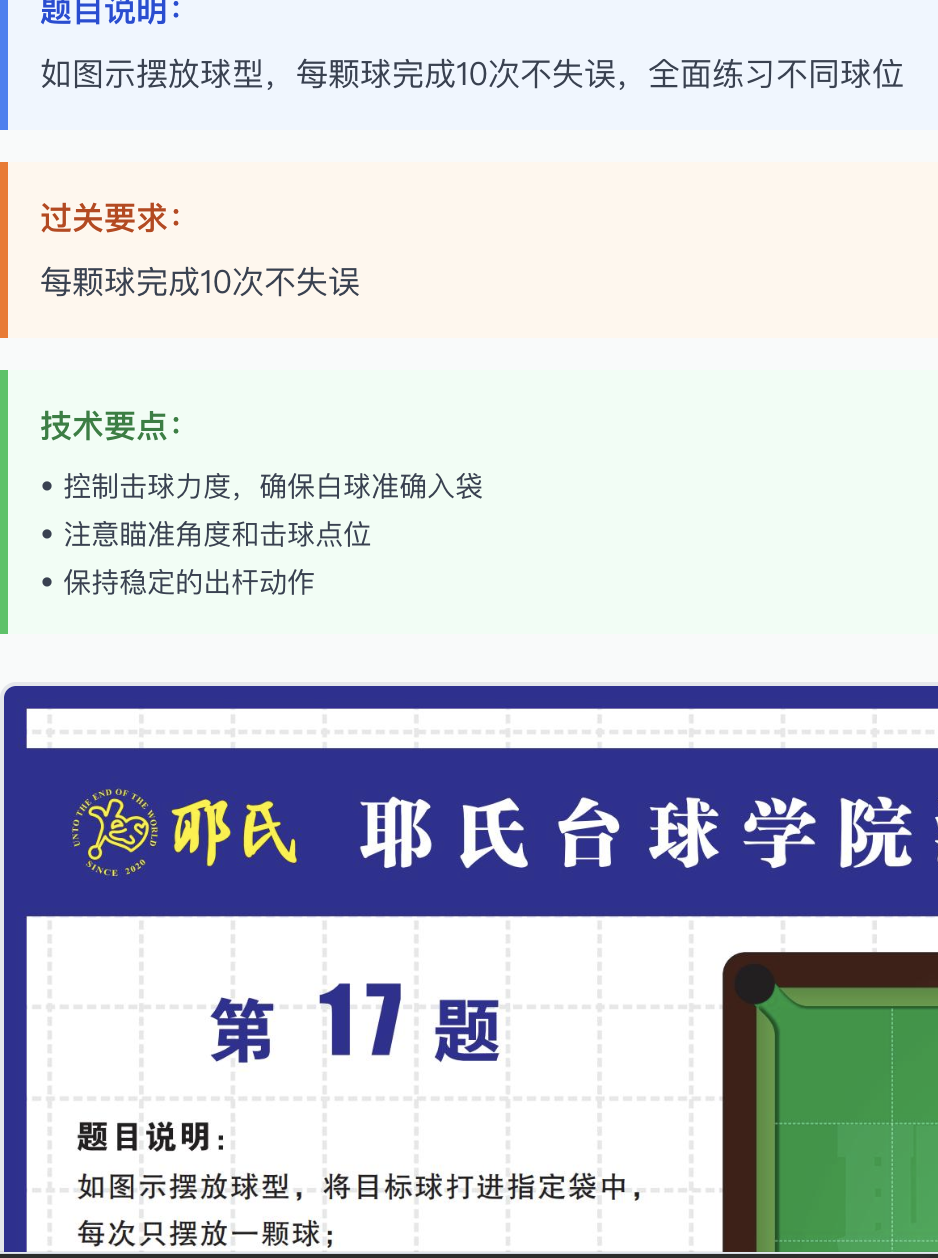 题目说明：
如图示摆放球型，每颗球完成10次不失误，全面练习不同球位
过关要求：
每颗球完成10次不失误
技术要点：
• 控制击球力度，确保白球准确入袋
• 注意瞄准角度和击球点位
• 保持稳定的出杆动作
UNTO THE END OF THE WORLD
SINCE 2020
耶氏
耶氏台球学院
第 17 题
题目说明：
如图示摆放球型，将目标球打进指定袋中，
每次只摆放一颗球；